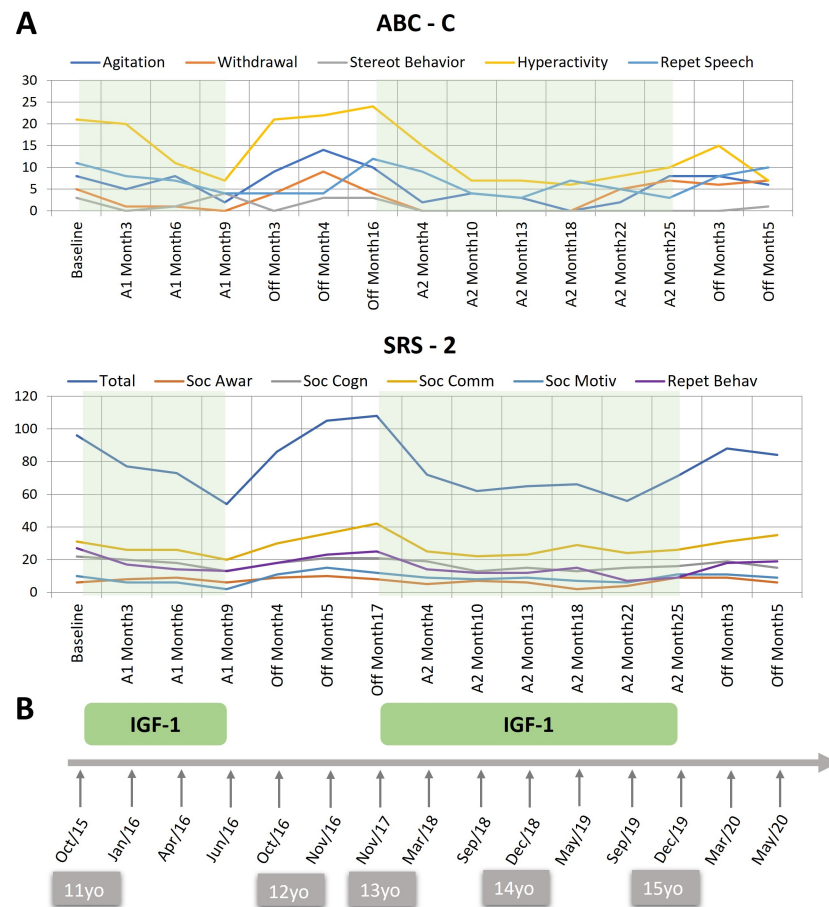 A
ABC - C
Agitation Withdrawal Stereot Behavior Hyperactivity Repet Speech
30
25
20
15
10
5
0
Baseline
A1 Month3
A1 Month6
A1 Month9
Off Month3
Off Month4
Off Month16
A2 Month4
A2 Month10
A2 Month13
A2 Month18
A2 Month22
A2 Month25
Off Month3
Off Month5
SRS - 2
Total Soc Awar Soc Cogn Soc Comm Soc Motiv Repet Behav
120
100
80
60
40
20
0
Baseline
A1 Month3
A1 Month6
A1 Month9
Off Month4
Off Month5
Off Month17
A2 Month4
A2 Month10
A2 Month13
A2 Month18
A2 Month22
A2 Month25
Off Month3
Off Month5
B
IGF-1 IGF-1
Oct/15
Jan/16
Apr/16
Jun/16
Oct/16
Nov/16
Nov/17
Mar/18
Sep/18
Dec/18
May/19
Sep/19
Dec/19
Mar/20
May/20
11yo 12yo 13yo 14yo 15yo